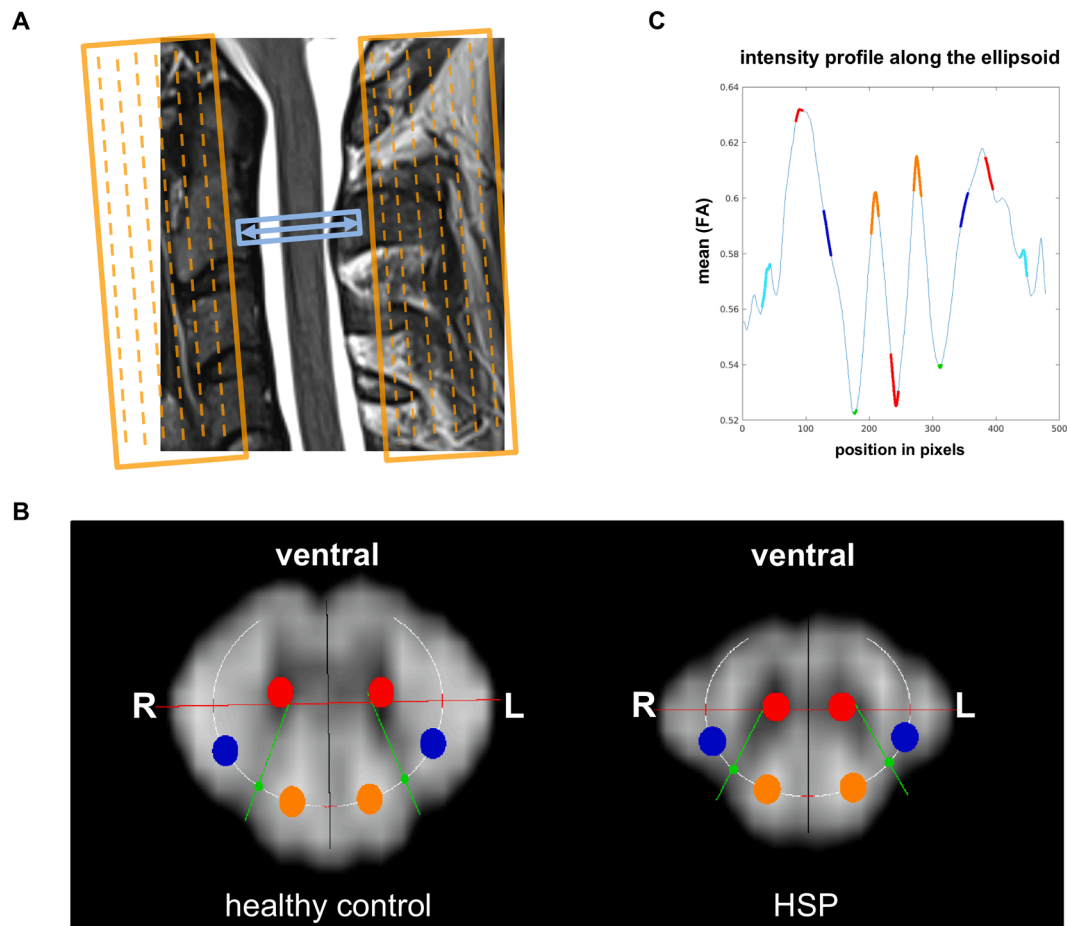 A
C
intensity profile along the ellipsoid
0.64
0.62
0.6
0.58
0.56
0.54
0.52
mean (FA)
0 100 200 300 400 500
position in pixels
B
ventral ventral
R L R L
healthy control HSP